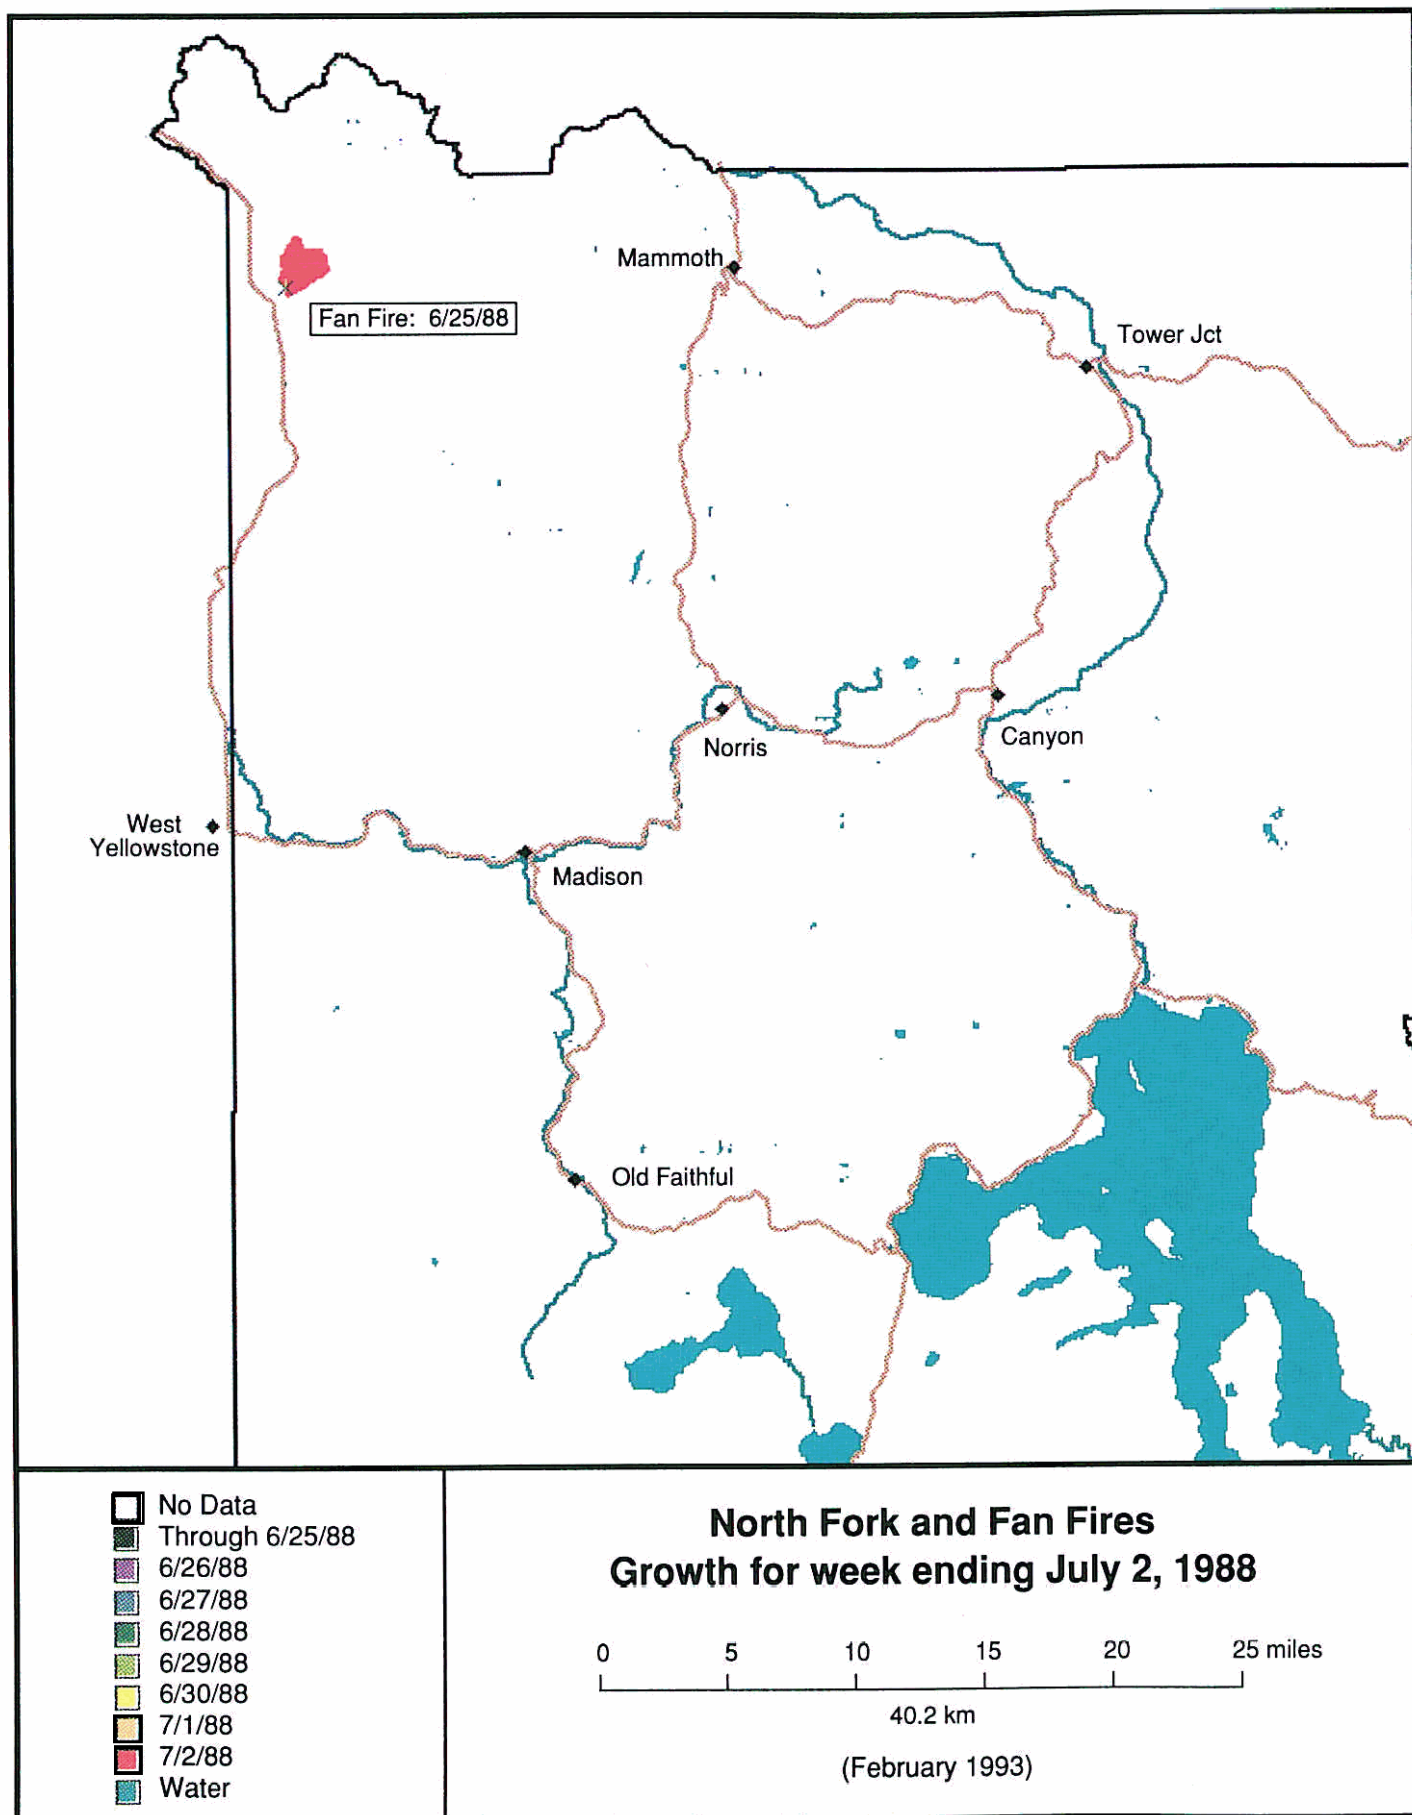 Mammoth
Fan Fire: 6/25/88
Tower Jct
Norris
Canyon
West
Yellowstone
Madison
Old Faithful
No Data
Through 6/25/88
6/26/88
6/27/88
6/28/88
6/29/88
6/30/88
7/1/88
7/2/88
Water
North Fork and Fan Fires
Growth for week ending July 2, 1988
0 5 10 15 20 25 miles
40.2 km
(February 1993)